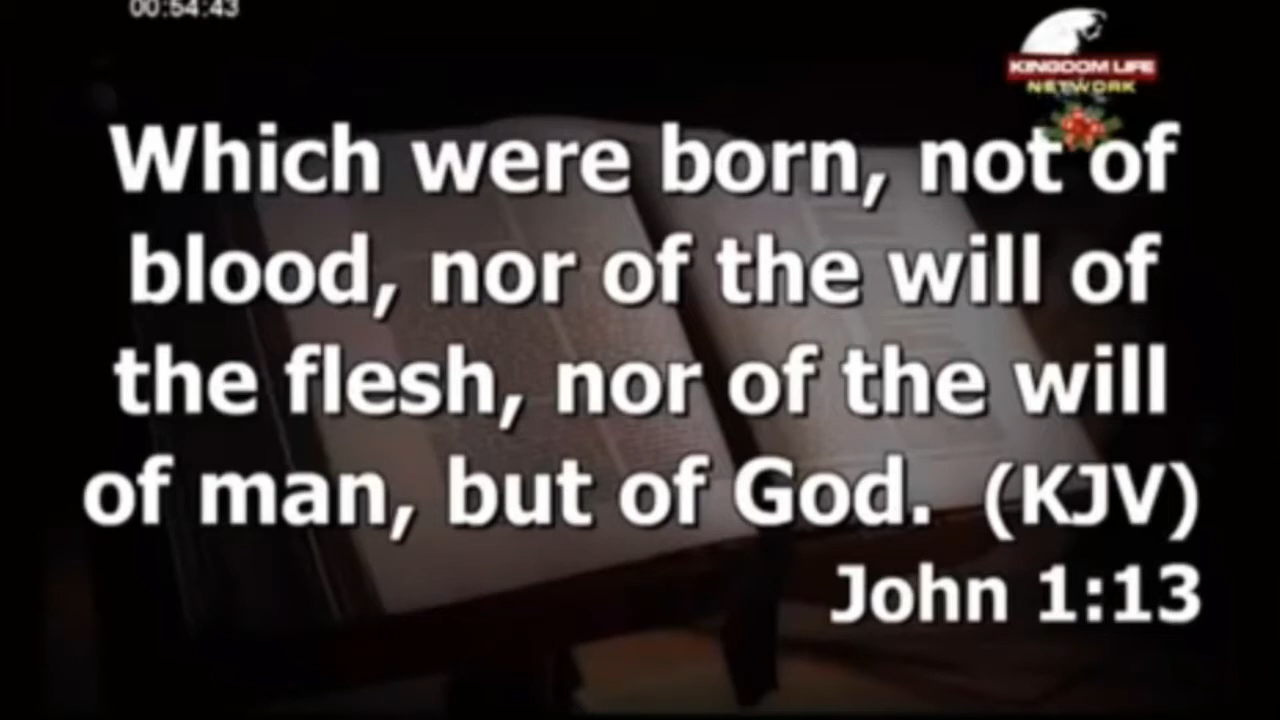 00:54:43
KINGDOM LIFE
NETWORK
Which were born, not of
blood, nor of the will of
the flesh, nor of the will
of man, but of God. (KJV)
John 1:13